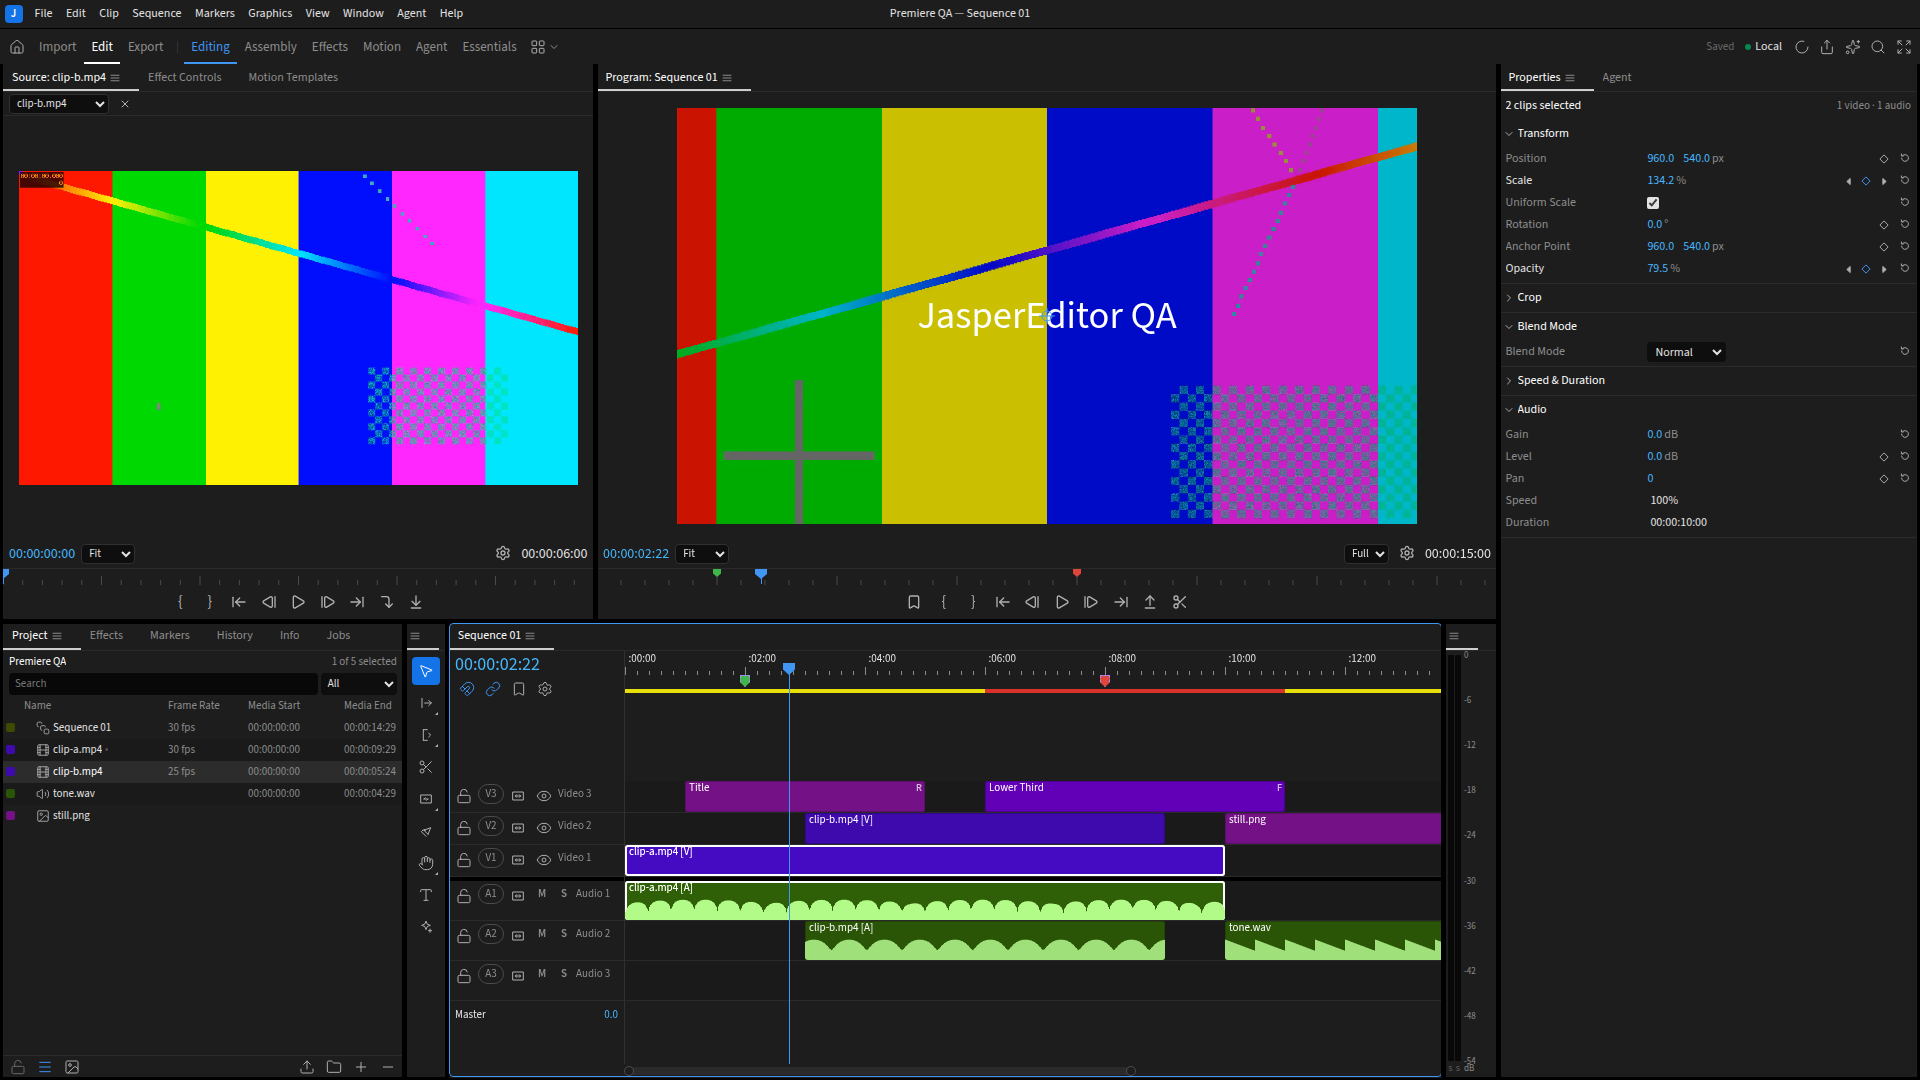 J File Edit Clip Sequence Markers Graphics View Window Agent Help Premiere QA — Sequence 01
Import Edit Export Editing Assembly Effects Motion Agent Essentials Saved Local
Source: clip-b.mp4 Effect Controls Motion Templates Program: Sequence 01 Properties Agent
clip-b.mp4
2 clips selected 1 video · 1 audio
Transform
Position 960.0 540.0 px
Scale 134.2 %
Uniform Scale
Rotation 0.0 °
Anchor Point 960.0 540.0 px
Opacity 79.5 %
Crop
JasperEditor QA
Blend Mode
Blend Mode Normal
Speed & Duration
Audio
Gain 0.0 dB
Level 0.0 dB
Pan 0
Speed 100%
Duration 00:00:10:00
00:00:00:00 Fit 00:00:06:00 00:00:02:22 Fit Full 00:00:15:00
Project Effects Markers History Info Jobs Sequence 01
Premiere QA 1 of 5 selected
Search All
Name Frame Rate Media Start Media End
Sequence 01 30 fps 00:00:00:00 00:00:14:29
clip-a.mp4 30 fps 00:00:00:00 00:00:09:29
clip-b.mp4 25 fps 00:00:00:00 00:00:05:24
tone.wav 00:00:00:00 00:00:04:29
still.png
00:00:02:22 :00:00 :02:00 :04:00 :06:00 :08:00 :10:00 :12:00
V3 Video 3 Title R Lower Third F
V2 Video 2 clip-b.mp4 [V] still.png
V1 Video 1 clip-a.mp4 [V]
A1 M S Audio 1 clip-a.mp4 [A]
A2 M S Audio 2 clip-b.mp4 [A] tone.wav
A3 M S Audio 3
Master 0.0
0
-6
-12
-18
-24
-30
-36
-42
-48
-54
S S dB